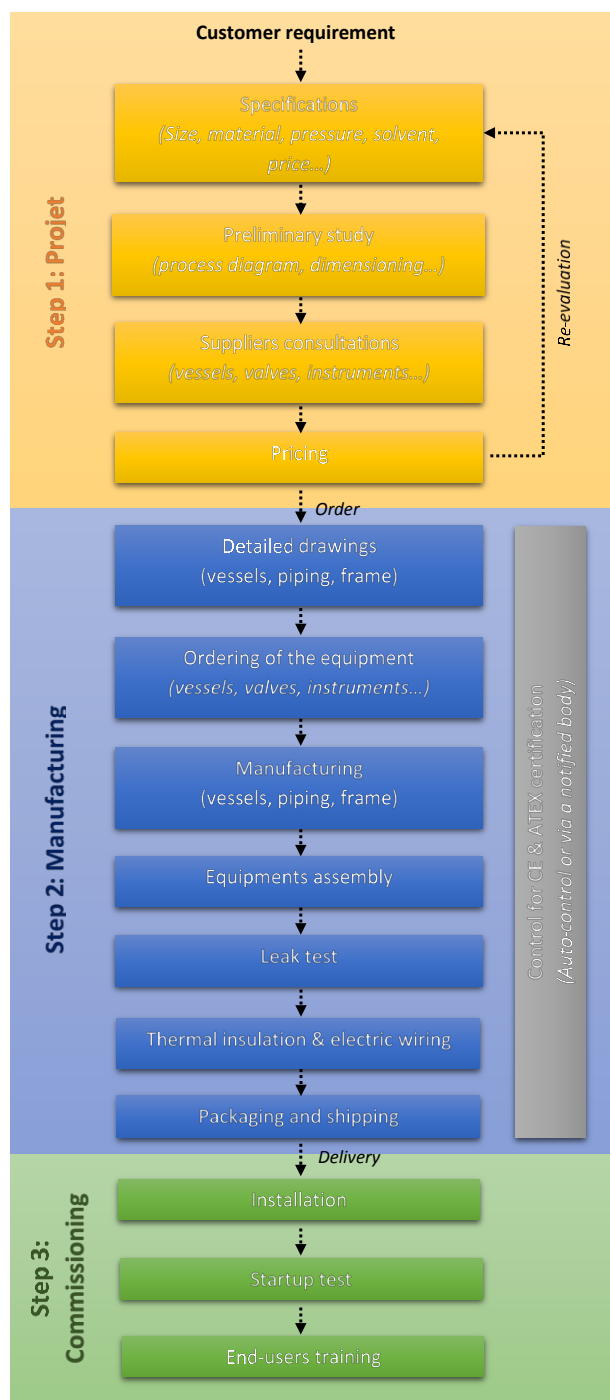 Customer requirement
Specifications
(Size, material, pressure, solvent,
price…)
Step 1: Projet
Preliminary study
(process diagram, dimensioning…)
Re-evaluation
Suppliers consultations
(vessels, valves, instruments…)
Pricing
Order
Detailed drawings
(vessels, piping, frame)
Ordering of the equipment
(vessels, valves, instruments…)
Step 2: Manufacturing
Manufacturing
(vessels, piping, frame)
Control for CE & ATEX certification
(Auto-control or via a notified body)
Equipments assembly
Leak test
Thermal insulation & electric wiring
Packaging and shipping
Delivery
Step 3:
Commissioning
Installation
Startup test
End-users training